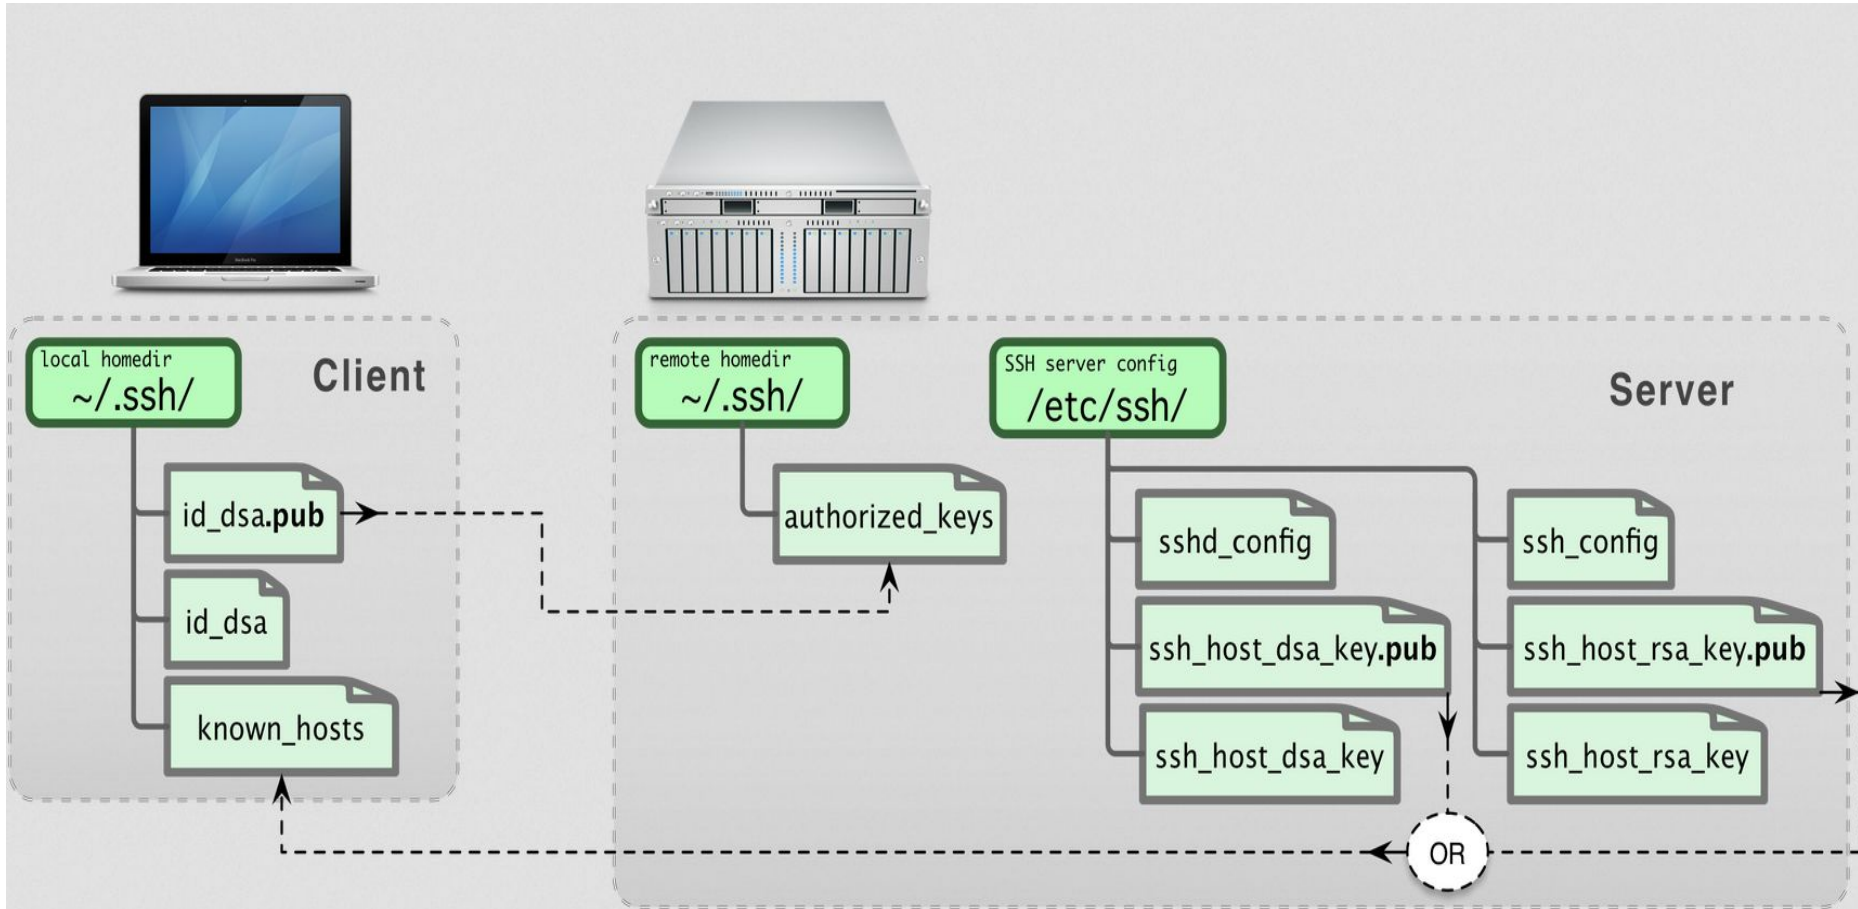 local homedir
~/.ssh/
Client
id_dsa.pub
id_dsa
known_hosts
remote homedir
~/.ssh/
authorized_keys
SSH server config
/etc/ssh/
Server
sshd_config
ssh_host_dsa_key.pub
ssh_host_dsa_key
ssh_config
ssh_host_rsa_key.pub
ssh_host_rsa_key
OR